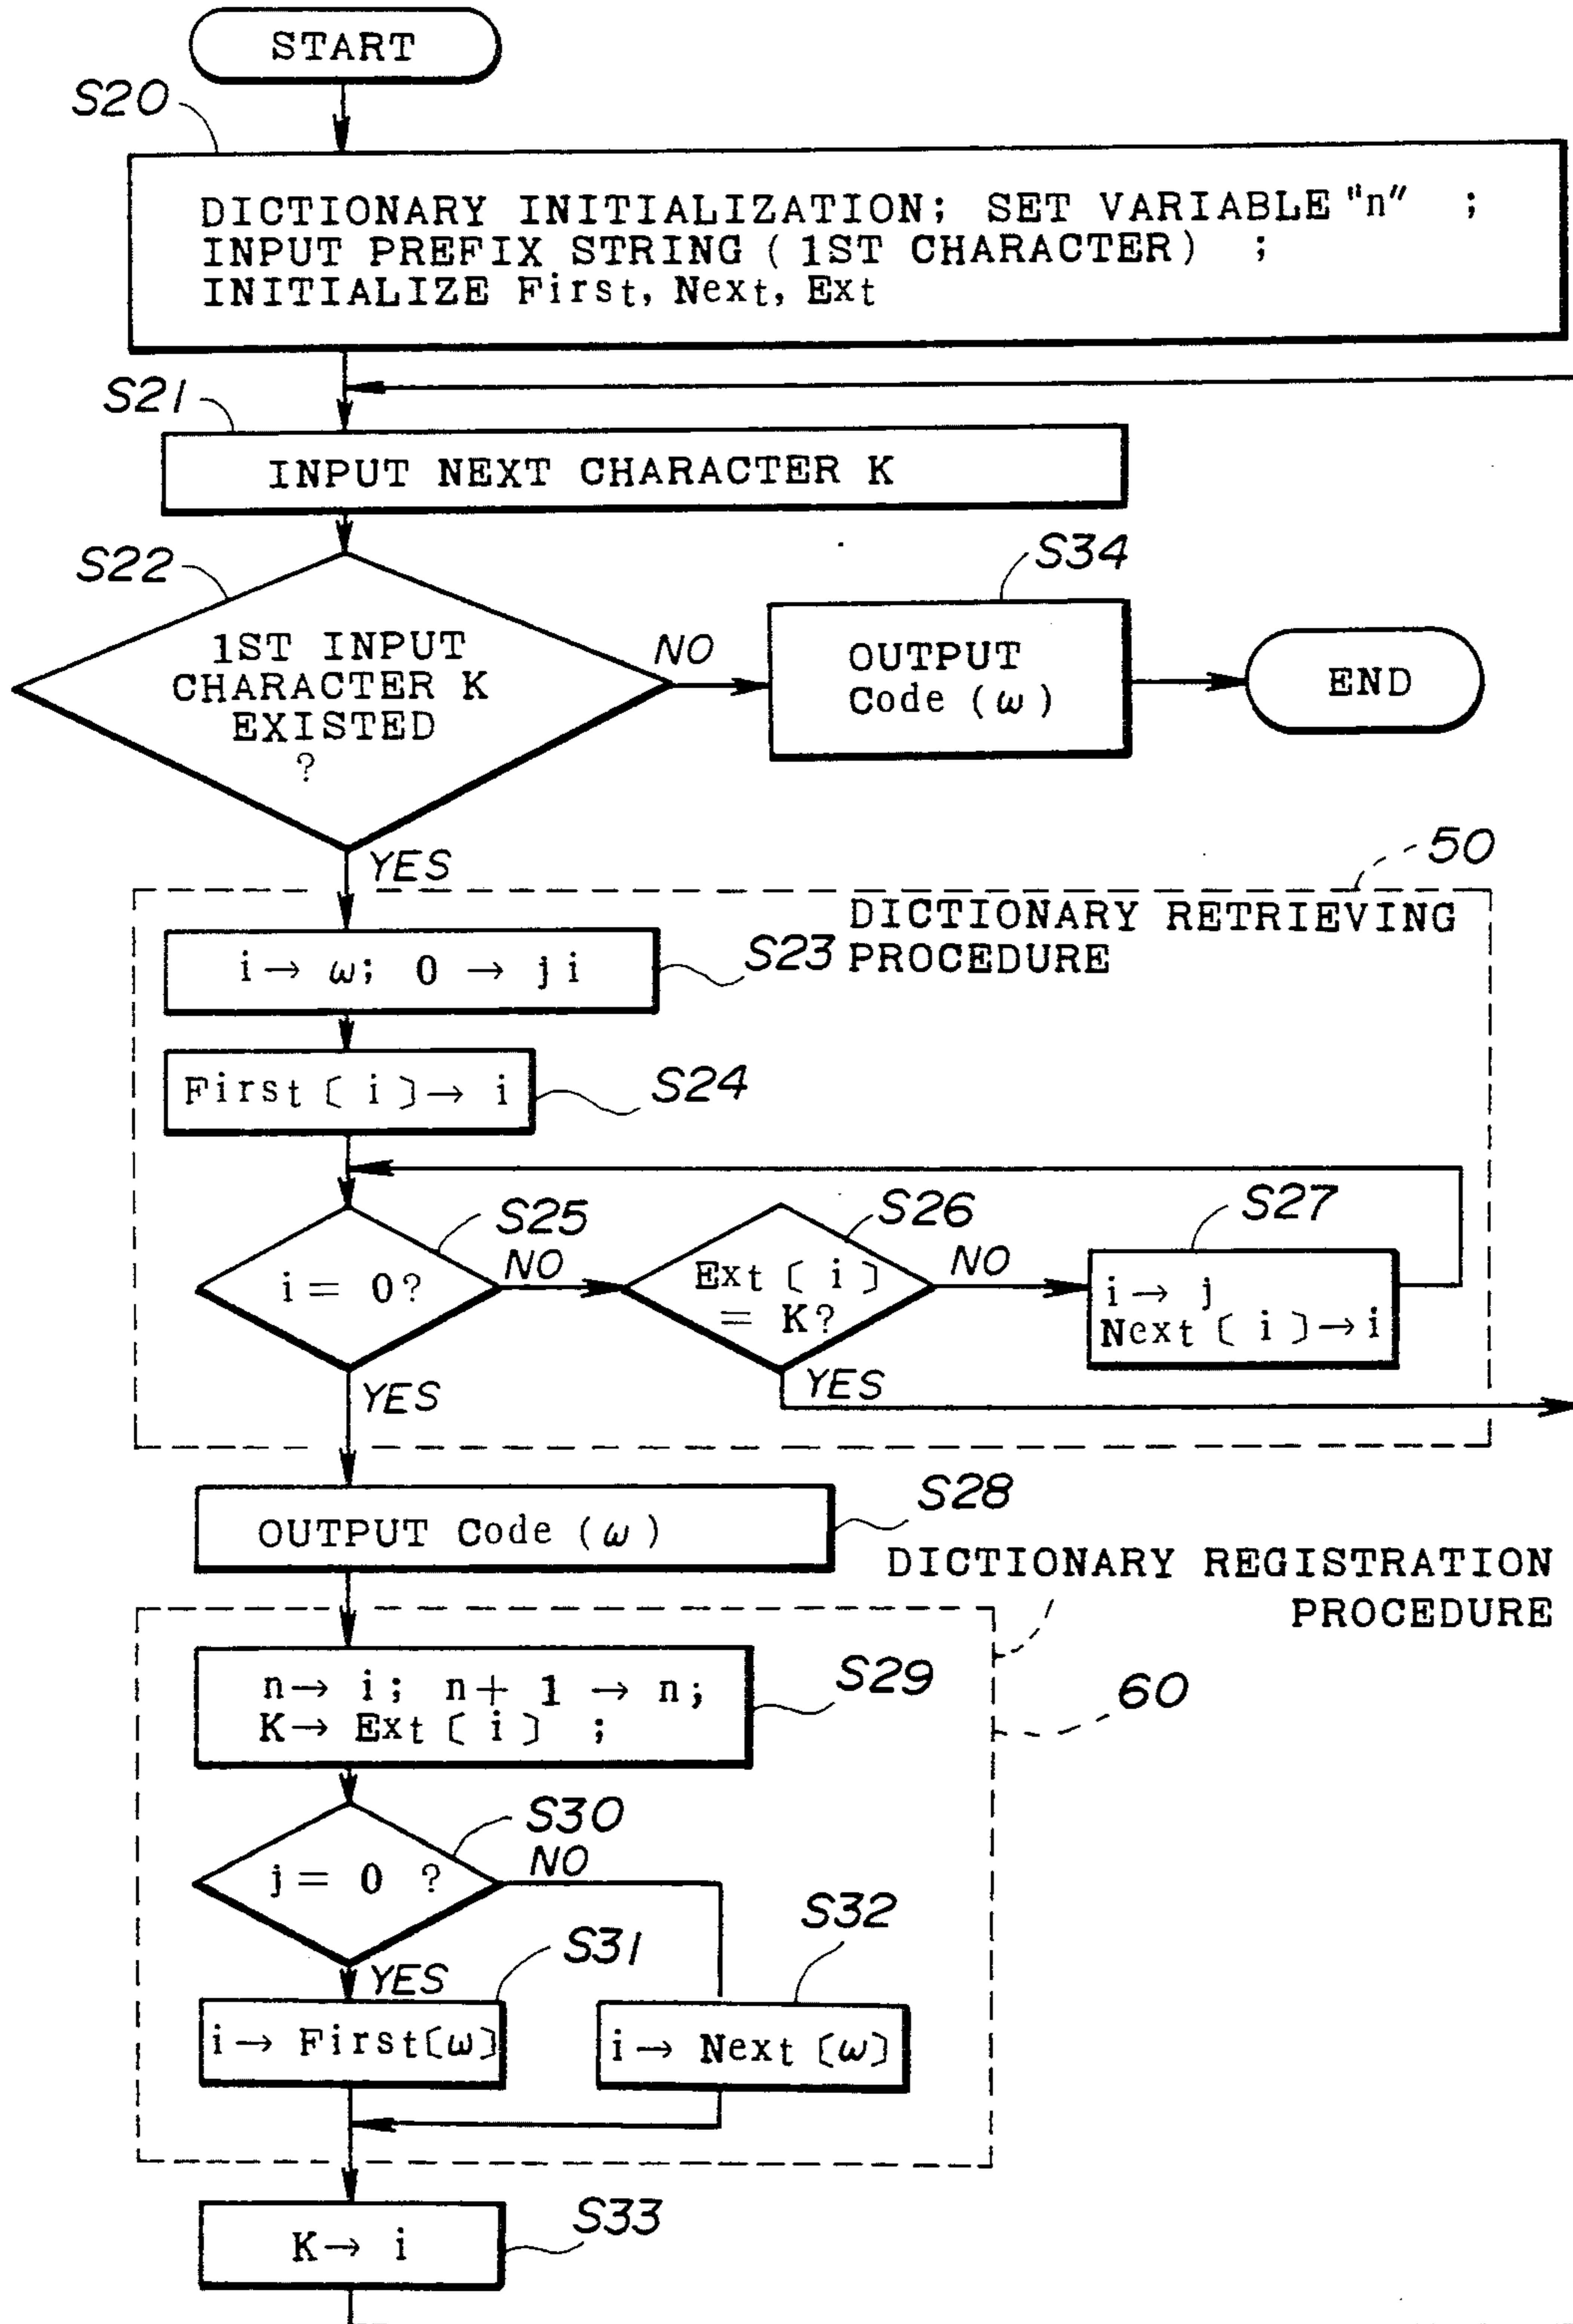 START
S20
DICTIONARY INITIALIZATION; SET VARIABLE "n" ;
INPUT PREFIX STRING ( 1ST CHARACTER ) ;
INITIALIZE First, Next, Ext
S21
INPUT NEXT CHARACTER K
S22
1ST INPUT
CHARACTER K
EXISTED
?
NO
S34
OUTPUT
Code (ω)
END
YES
50
DICTIONARY RETRIEVING
PROCEDURE
i → ω; 0 → j i
S23
First〔 i 〕→ i
S24
i = 0?
S25
NO
Ext〔 i 〕
= K?
S26
NO
S27
i → j
Next〔 i 〕→ i
YES
YES
OUTPUT Code (ω)
S28
DICTIONARY REGISTRATION
PROCEDURE
n → i; n + 1 → n;
K → Ext〔 i 〕 ;
S29
60
j = 0 ?
S30
NO
YES
S31
i → First〔ω〕
S32
i → Next〔ω〕
K → i
S33